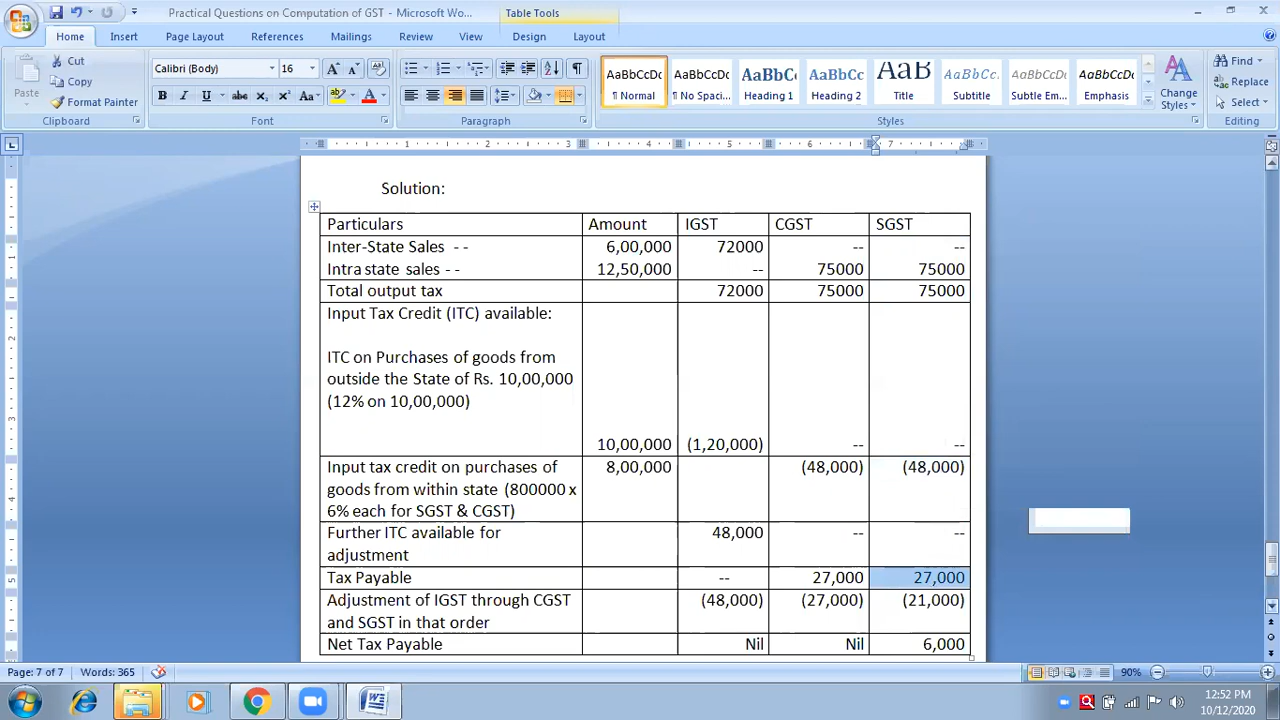 Practical Questions on Computation of GST - Microsoft Wo...
Table Tools
Home Insert Page Layout References Mailings Review View Design Layout
Paste
Cut
Copy
Format Painter
Clipboard
Calibri (Body) 16
B I U abc x₂ x² Aa
Font
Paragraph
AaBbCcDc AaBbCcDc AaBbCc AaBbCc AaB AaBbCc. AaBbCcDc AaBbCcDc
¶ Normal ¶ No Spaci... Heading 1 Heading 2 Title Subtitle Subtle Em... Emphasis
Change
Styles
Styles
Find
Replace
Select
Editing
Solution:
Particulars Amount IGST CGST SGST
Inter-State Sales - - 6,00,000 72000 -- --
Intra state sales - - 12,50,000 -- 75000 75000
Total output tax 72000 75000 75000
Input Tax Credit (ITC) available:
ITC on Purchases of goods from
outside the State of Rs. 10,00,000
(12% on 10,00,000)
10,00,000 (1,20,000) -- --
Input tax credit on purchases of 8,00,000 (48,000) (48,000)
goods from within state (800000 x
6% each for SGST & CGST)
Further ITC available for 48,000 -- --
adjustment
Tax Payable -- 27,000 27,000
Adjustment of IGST through CGST (48,000) (27,000) (21,000)
and SGST in that order
Net Tax Payable Nil Nil 6,000
Page: 7 of 7 Words: 365 90%
12:52 PM
10/12/2020